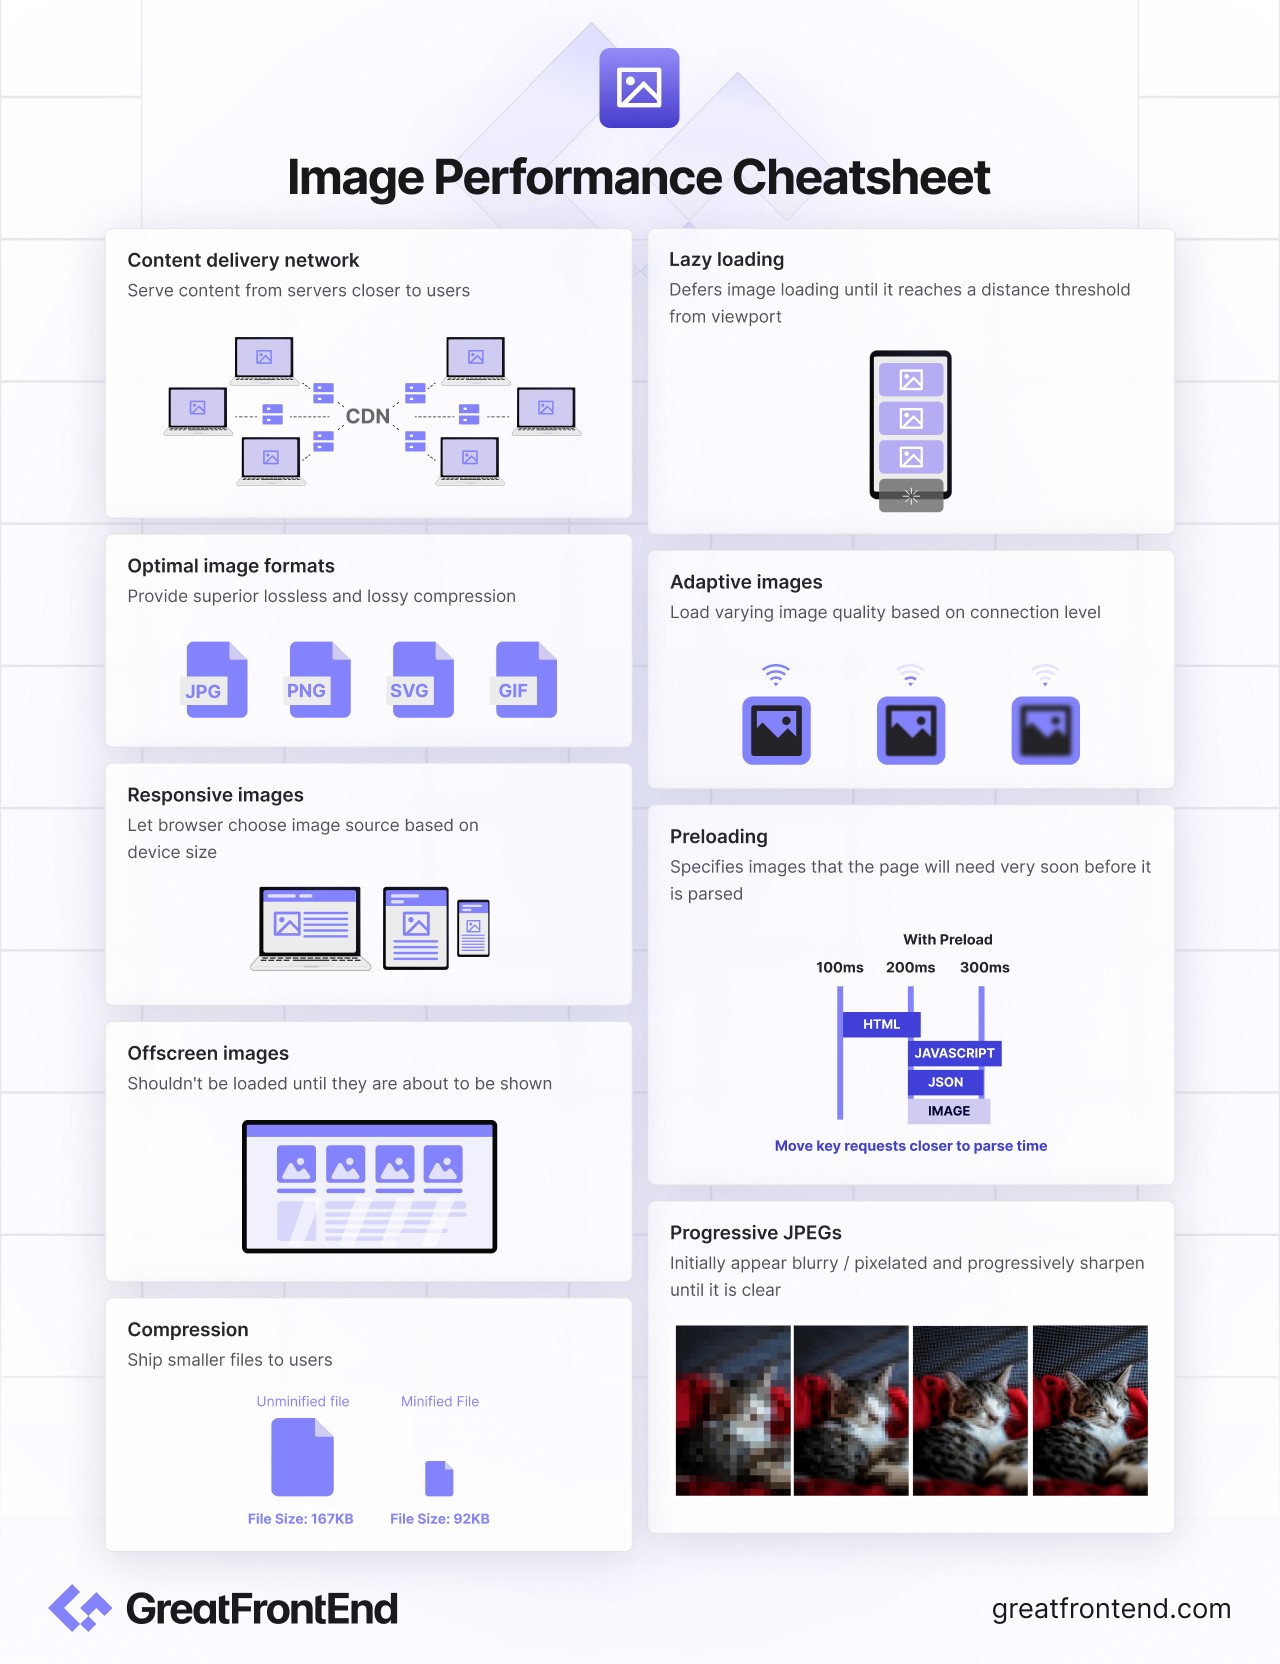 Image Performance Cheatsheet
Content delivery network
Serve content from servers closer to users
CDN
Optimal image formats
Provide superior lossless and lossy compression
JPG
PNG
SVG
GIF
Responsive images
Let browser choose image source based on
device size
Offscreen images
Shouldn't be loaded until they are about to be shown
Compression
Ship smaller files to users
Unminified file
Minified File
File Size: 167KB
File Size: 92KB
Lazy loading
Defers image loading until it reaches a distance threshold
from viewport
Adaptive images
Load varying image quality based on connection level
Preloading
Specifies images that the page will need very soon before it
is parsed
With Preload
100ms
200ms
300ms
HTML
JAVASCRIPT
JSON
IMAGE
Move key requests closer to parse time
Progressive JPEGs
Initially appear blurry / pixelated and progressively sharpen
until it is clear
GreatFrontEnd
greatfrontend.com